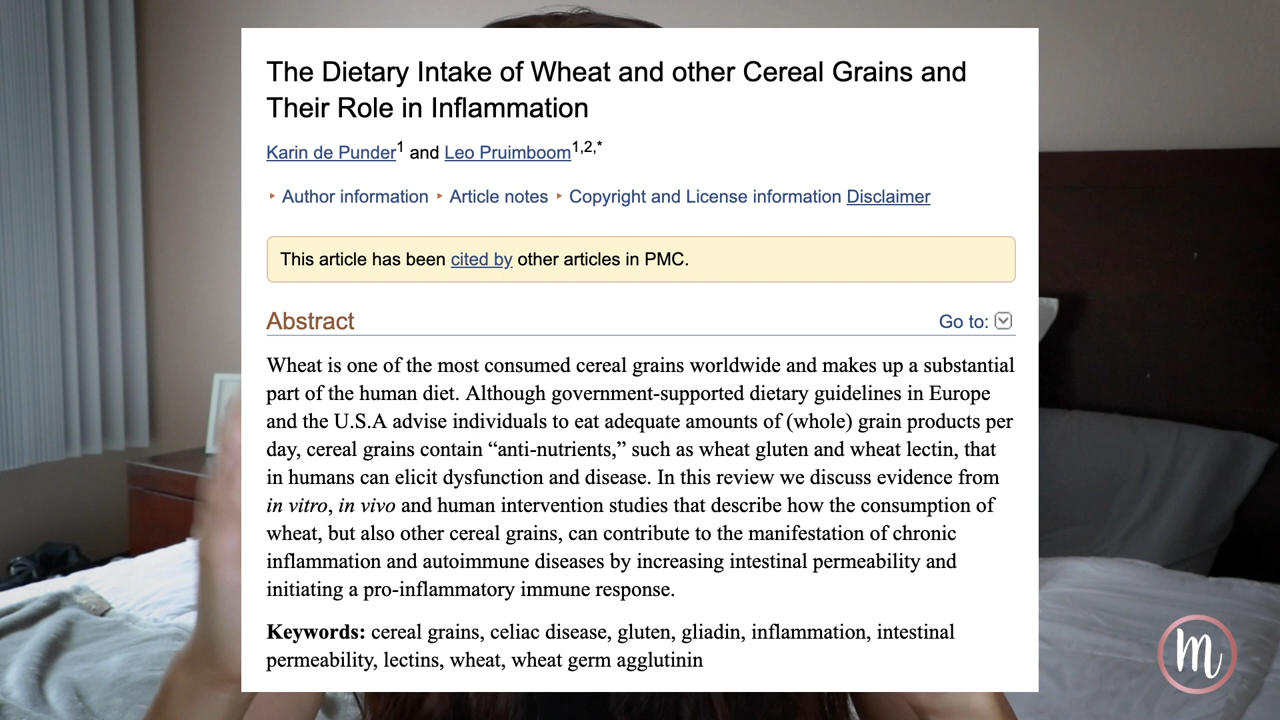 The Dietary Intake of Wheat and other Cereal Grains and
Their Role in Inflammation
Karin de Punder1 and Leo Pruimboom1,2,*
‣ Author information ‣ Article notes ‣ Copyright and License information Disclaimer
This article has been cited by other articles in PMC.
Abstract
Go to:
Wheat is one of the most consumed cereal grains worldwide and makes up a substantial
part of the human diet. Although government-supported dietary guidelines in Europe
and the U.S.A advise individuals to eat adequate amounts of (whole) grain products per
day, cereal grains contain “anti-nutrients,” such as wheat gluten and wheat lectin, that
in humans can elicit dysfunction and disease. In this review we discuss evidence from
in vitro, in vivo and human intervention studies that describe how the consumption of
wheat, but also other cereal grains, can contribute to the manifestation of chronic
inflammation and autoimmune diseases by increasing intestinal permeability and
initiating a pro-inflammatory immune response.
Keywords: cereal grains, celiac disease, gluten, gliadin, inflammation, intestinal
permeability, lectins, wheat, wheat germ agglutinin
m